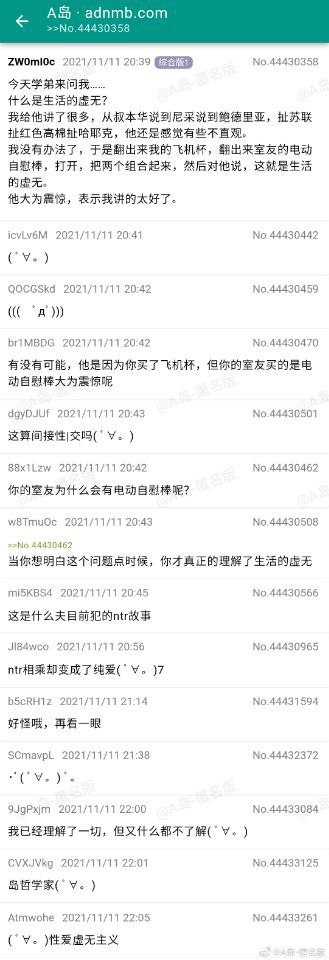 A岛 · adnmb.com
>>No.44430358
ZW0mI0c 2021/11/11 20:39 综合版1 No.44430358
今天学弟来问我……
什么是生活的虚无？
我给他讲了很多，从叔本华说到尼采说到鲍德里亚，扯苏联
扯红色高棉扯哈耶克，他还是感觉有些不直观。
我没有办法了，于是翻出来我的飞机杯，翻出来室友的电动
自慰棒，打开，把两个组合起来，然后对他说，这就是生活
的虚无。
他大为震惊，表示我讲的太好了。
icvLv6M 2021/11/11 20:41 No.44430442
(ﾟ∀。)
QOCGSkd 2021/11/11 20:42 No.44430459
(((　ﾟдﾟ)))
br1MBDG 2021/11/11 20:42 No.44430470
有没有可能，他是因为你买了飞机杯，但你的室友买的是电
动自慰棒大为震惊呢
dgyDJUf 2021/11/11 20:43 No.44430501
这算间接性|交吗(ﾟ∀。)
88x1Lzw 2021/11/11 20:42 No.44430462
你的室友为什么会有电动自慰棒呢？
w8TmuOc 2021/11/11 20:43 No.44430508
>>No.44430462
当你想明白这个问题点时候，你才真正的理解了生活的虚无
mi5KBS4 2021/11/11 20:45 No.44430566
这是什么夫目前犯的ntr故事
Jl84wco 2021/11/11 20:56 No.44430965
ntr相乘却变成了纯爱(ﾟ∀。)7
b5cRH1z 2021/11/11 21:14 No.44431594
好怪哦，再看一眼
SCmavpL 2021/11/11 21:38 No.44432372
･ﾟ(ﾟ∀。)ﾟ。
9JgPxjm 2021/11/11 22:00 No.44433084
我已经理解了一切，但又什么都不了解(ﾟ∀。)
CVXJVkg 2021/11/11 22:01 No.44433125
岛哲学家(ﾟ∀。)
Atmwohe 2021/11/11 22:05 No.44433261
(ﾟ∀。)性爱虚无主义
@A岛-匿名版